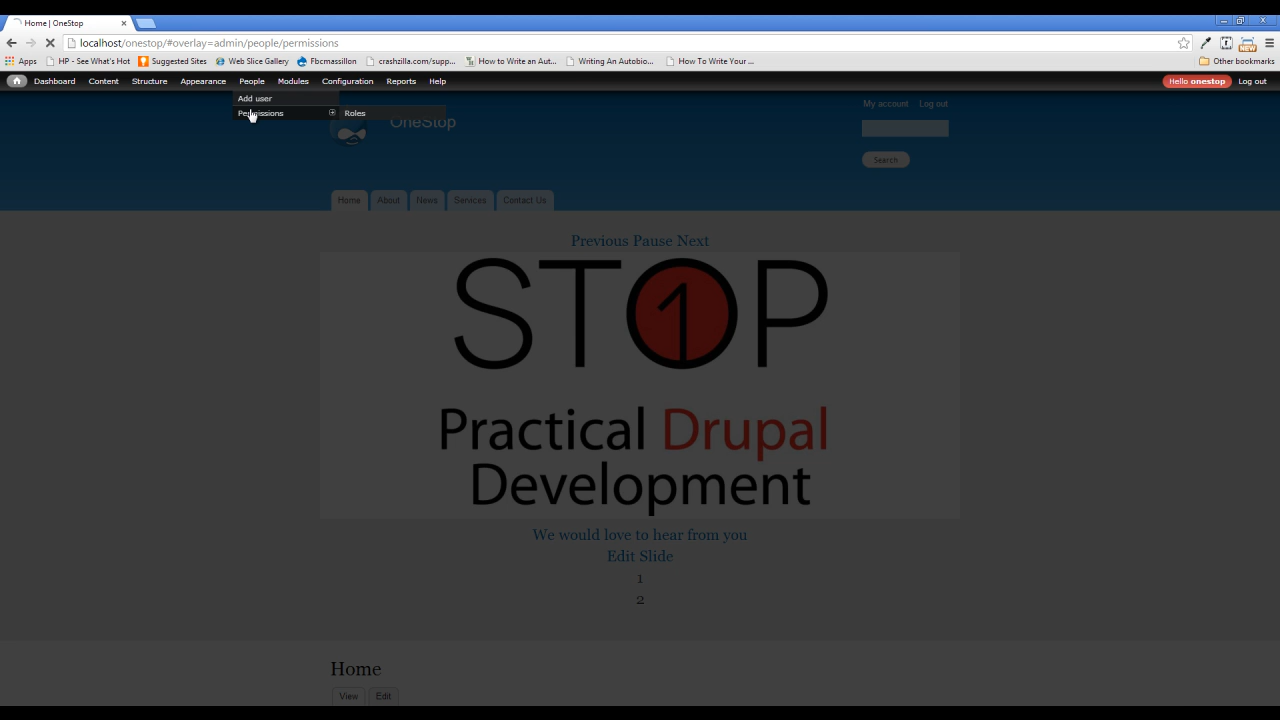 Home | OneStop
localhost/onestop/#overlay=admin/people/permissions
Apps HP - See What's Hot Suggested Sites Web Slice Gallery Fbcmassillon crashzilla.com/supp... How to Write an Aut... Writing An Autobio... How To Write Your ... Other bookmarks
NEW
Dashboard Content Structure Appearance People Modules Configuration Reports Help Hello onestop Log out
Add user
Permissions Roles
My account Log out
OneStop
Search
Home About News Services Contact Us
Previous Pause Next
ST1P
Practical Drupal
Development
We would love to hear from you
Edit Slide
1
2
Home
View Edit